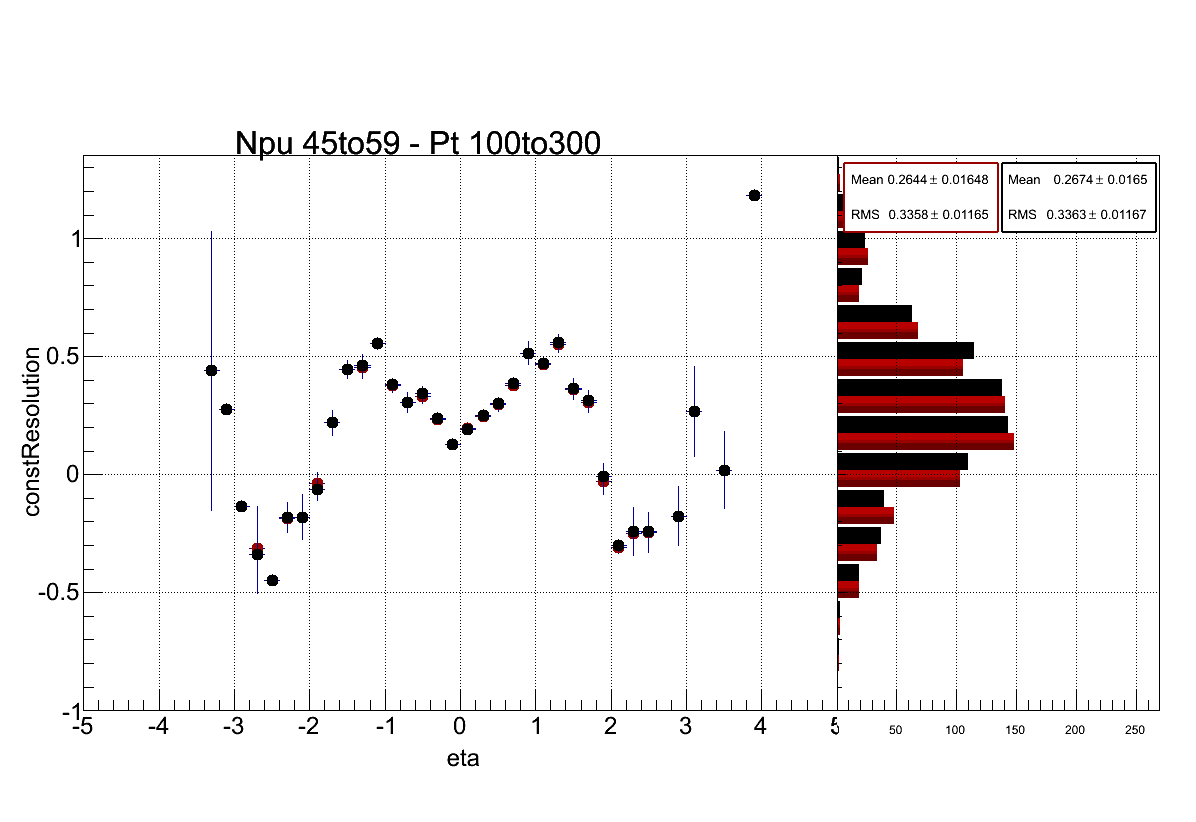 Npu 45to59 - Pt 100to300
Mean 0.2644 ± 0.01648
RMS 0.3358 ± 0.01165
Mean 0.2674 ± 0.0165
RMS 0.3363 ± 0.01167
constResolution
1
0.5
0
-0.5
-1
-5 -4 -3 -2 -1 0 1 2 3 4
50 100 150 200 250
eta